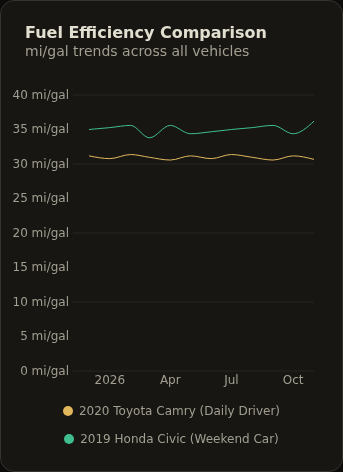 Fuel Efficiency Comparison
mi/gal trends across all vehicles
40 mi/gal
35 mi/gal
30 mi/gal
25 mi/gal
20 mi/gal
15 mi/gal
10 mi/gal
5 mi/gal
0 mi/gal
2026 Apr Jul Oct
2020 Toyota Camry (Daily Driver)
2019 Honda Civic (Weekend Car)